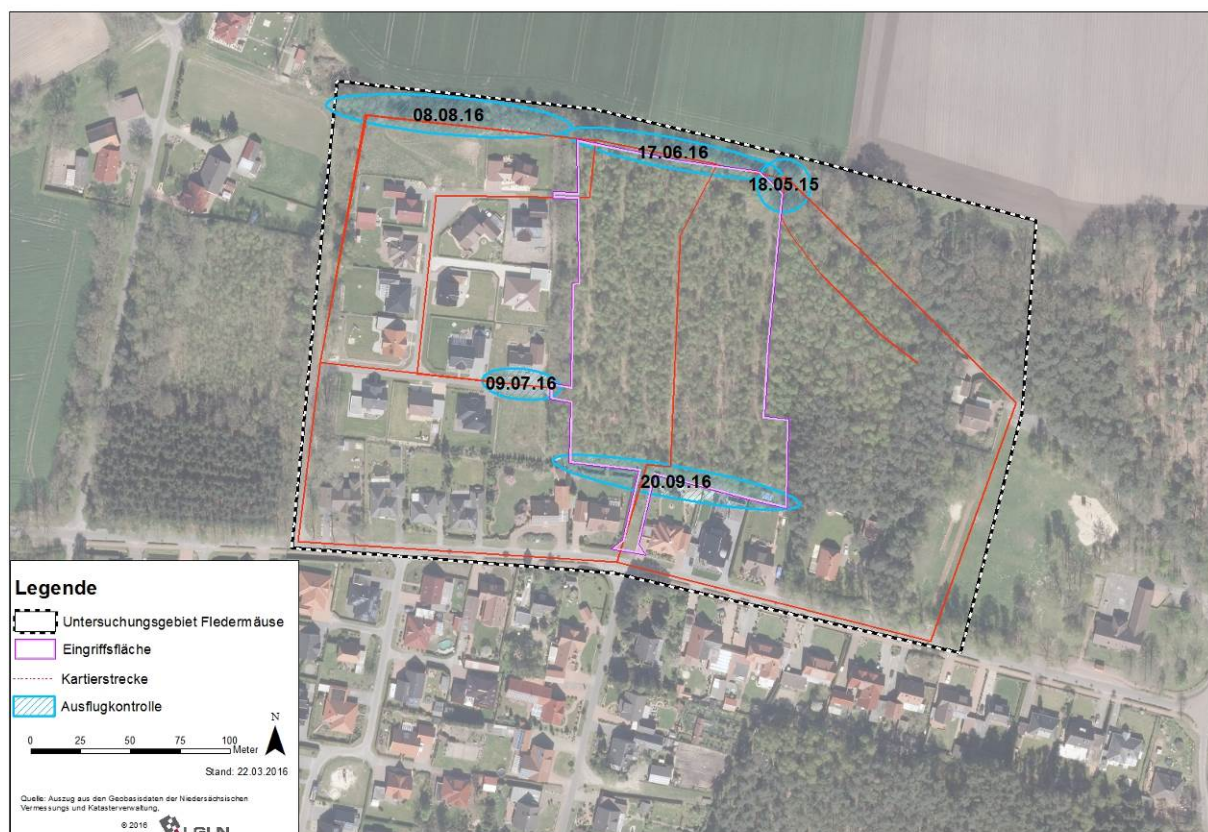 08.08.16
17.06.16
18.05.15
09.07.16
20.09.16
Legende
Untersuchungsgebiet Fledermäuse
Eingriffsfläche
Kartierstrecke
Ausflugkontrolle
N
0 25 50 75 100
Meter
Stand: 22.03.2016
Quelle: Auszug aus den Geobasisdaten der Niedersächsischen
Vermessungs und Katasterverwaltung,
© 2016 LGLN